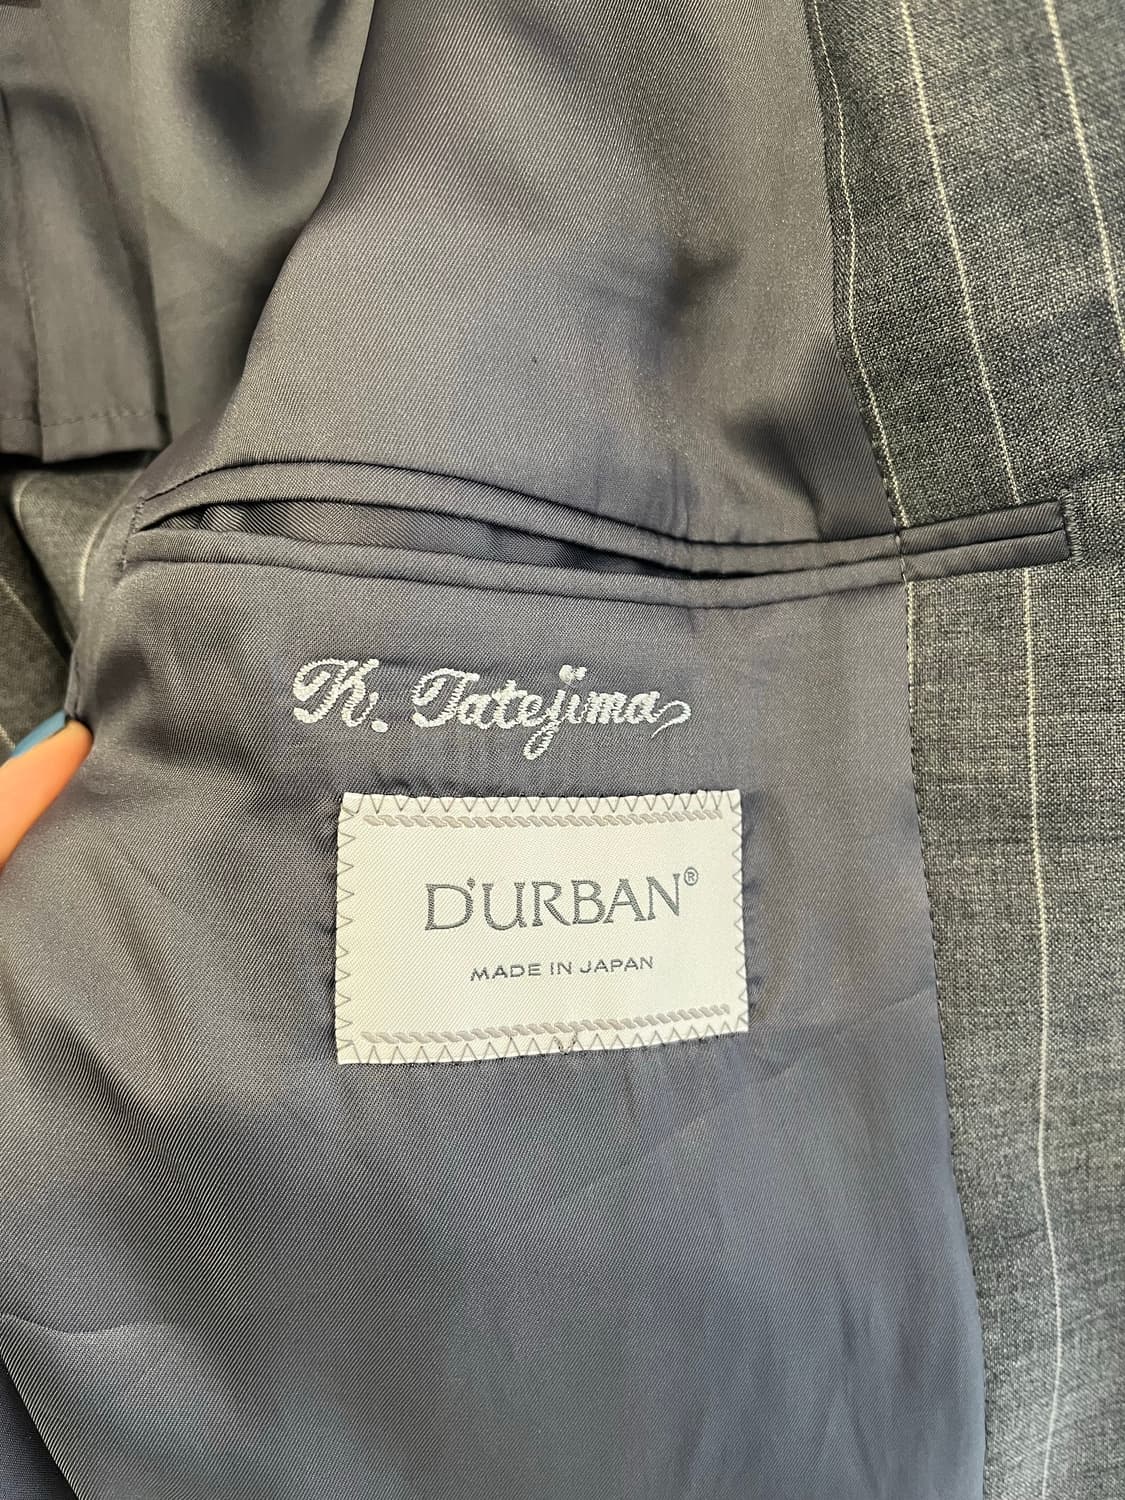 K. Tatejima
D'URBAN®
MADE IN JAPAN